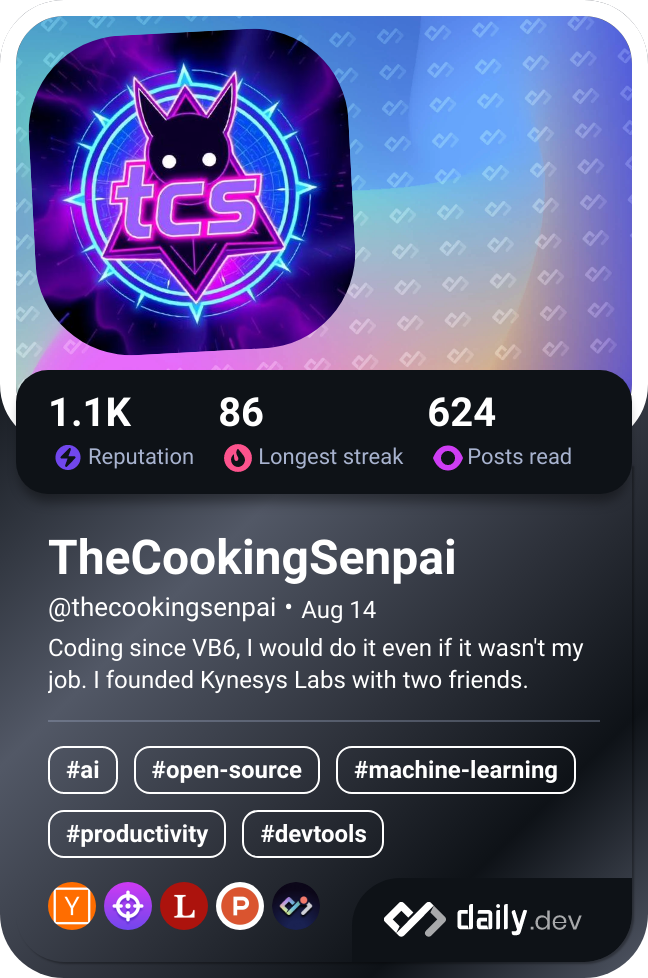 tcs
1.1K 86 624
Reputation Longest streak Posts read
TheCookingSenpai
@thecookingsenpai • Aug 14
Coding since VB6, I would do it even if it wasn't my
job. I founded Kynesys Labs with two friends.
#ai #open-source #machine-learning
#productivity #devtools
Y L P daily.dev